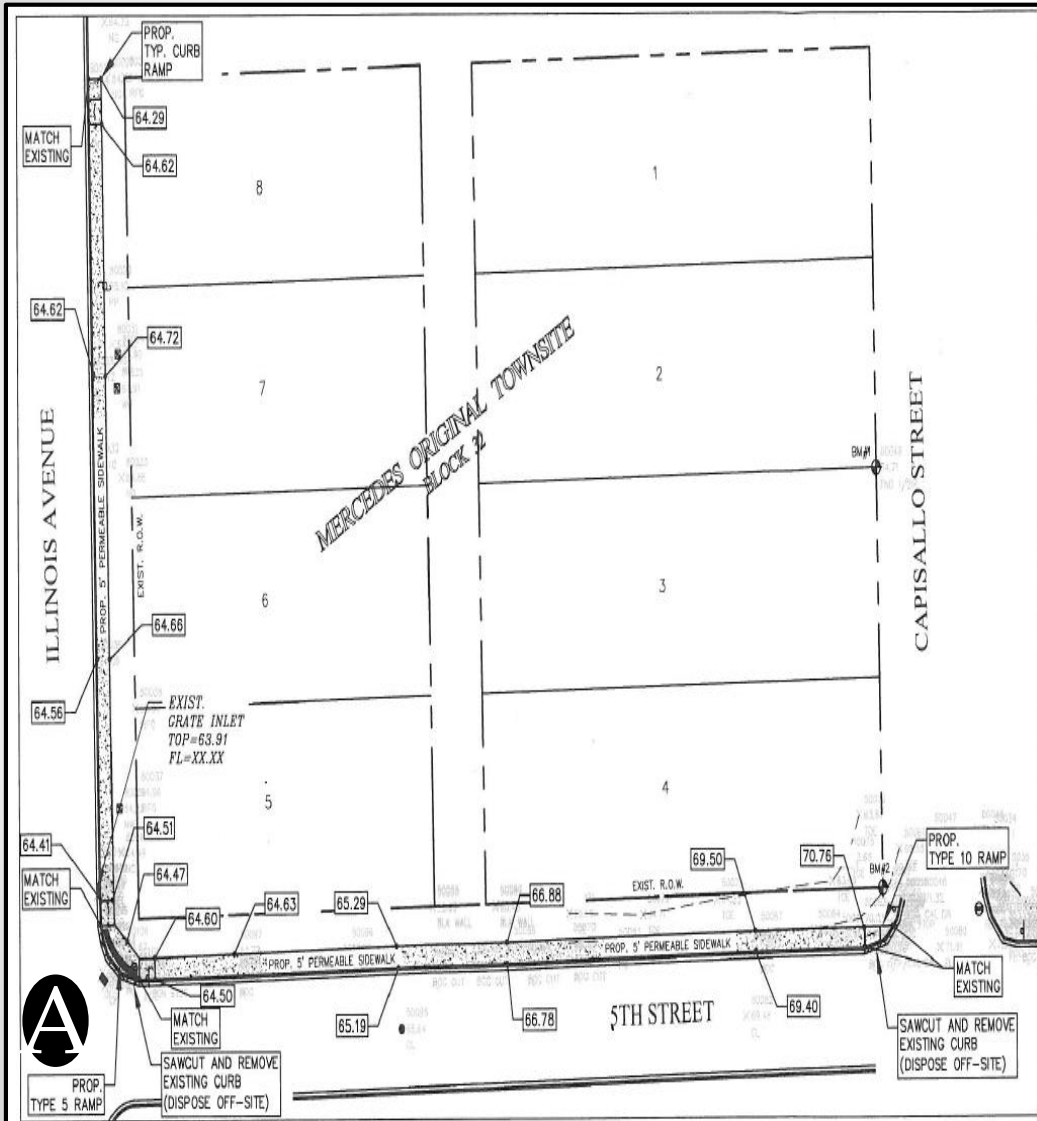 PROP.
TYP. CURB
RAMP
64.29
MATCH
EXISTING
64.62
8
1
64.62
64.72
7
2
MERCEDES ORIGINAL TOWNSITE
BLOCK 32
BM#1
ILLINOIS AVENUE
PROP. 5' PERMEABLE SIDEWALK
EXIST. R.O.W.
CAPISALLO STREET
6
3
64.66
64.56
EXIST.
GRATE INLET
TOP=63.91
FL=XX.XX
5
4
64.41
64.51
MATCH
EXISTING
64.47
64.60
64.63
65.29
EXIST. R.O.W.
66.88
69.50
70.76
BM#2
PROP.
TYPE 10 RAMP
PROP. 5' PERMEABLE SIDEWALK
PROP. 5' PERMEABLE SIDEWALK
MATCH
EXISTING
64.50
MATCH
EXISTING
65.19
66.78
5TH STREET
69.40
A
PROP.
TYPE 5 RAMP
SAWCUT AND REMOVE
EXISTING CURB
(DISPOSE OFF-SITE)
SAWCUT AND REMOVE
EXISTING CURB
(DISPOSE OFF-SITE)